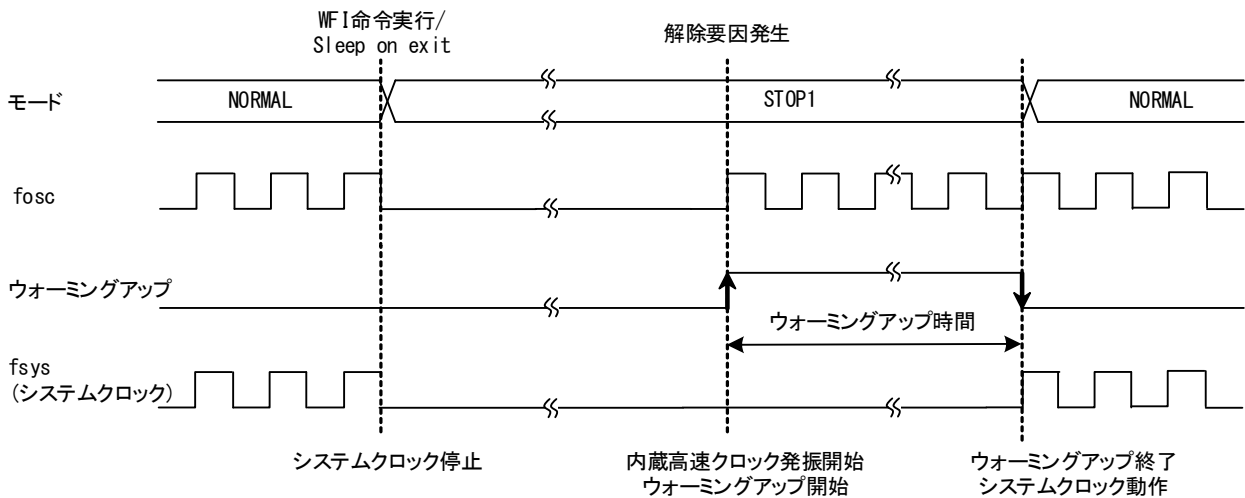 WFI命令実行/
Sleep on exit
解除要因発生
モード
NORMAL
STOP1
NORMAL
fosc
ウォーミングアップ
ウォーミングアップ時間
fsys
(システムクロック)
システムクロック停止
内蔵高速クロック発振開始
ウォーミングアップ開始
ウォーミングアップ終了
システムクロック動作